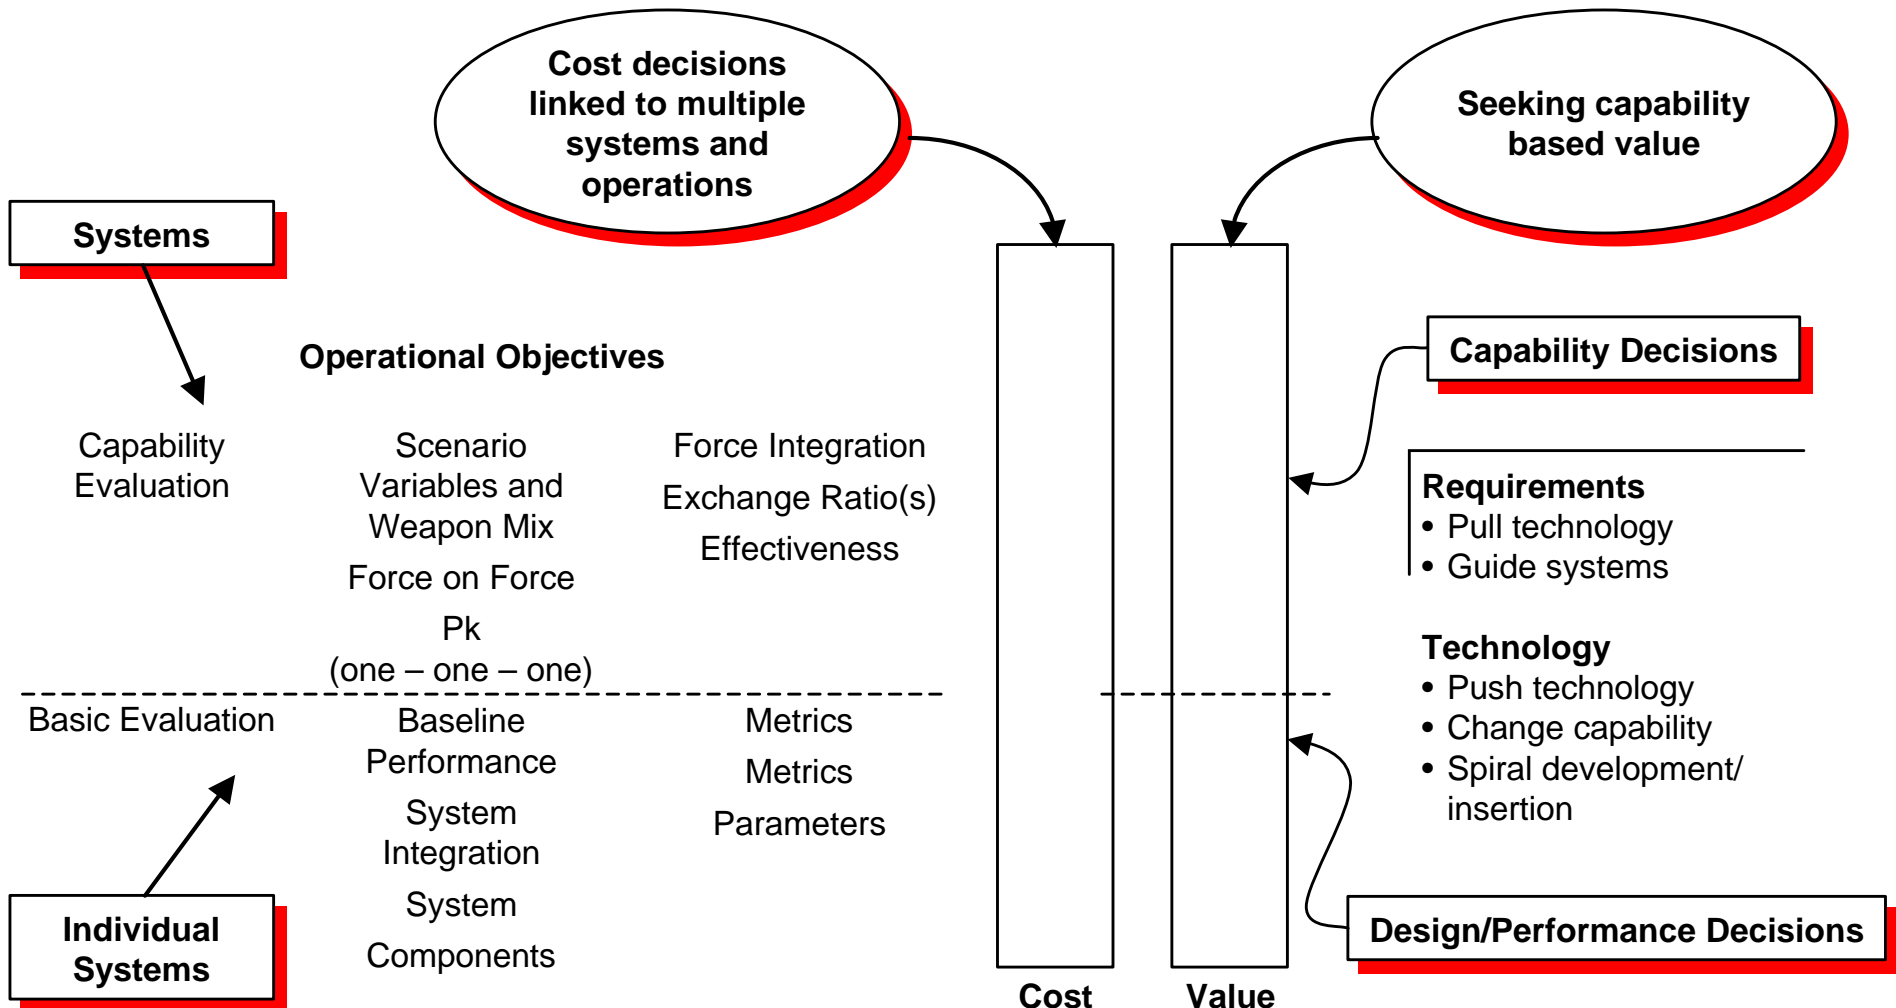 Cost decisions
linked to multiple
systems and
operations
Seeking capability
based value
Systems
Operational Objectives
Capability
Evaluation
Scenario
Variables and
Weapon Mix
Force on Force
Pk
(one – one – one)
Force Integration
Exchange Ratio(s)
Effectiveness
Capability Decisions
Requirements
• Pull technology
• Guide systems
Technology
• Push technology
• Change capability
• Spiral development/
insertion
Basic Evaluation
Baseline
Performance
System
Integration
System
Components
Metrics
Metrics
Parameters
Individual
Systems
Design/Performance Decisions
Cost
Value